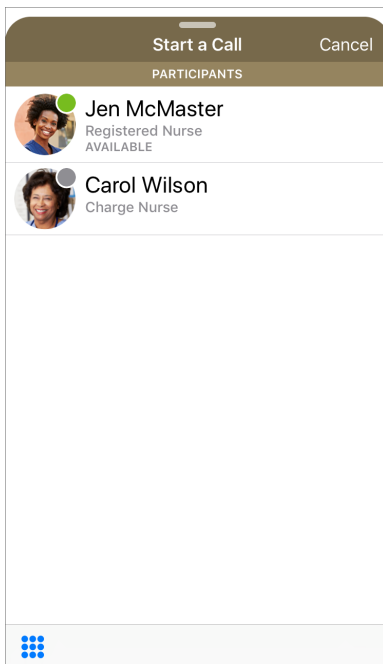 Start a Call
Cancel
PARTICIPANTS
Jen McMaster
Registered Nurse
AVAILABLE
Carol Wilson
Charge Nurse